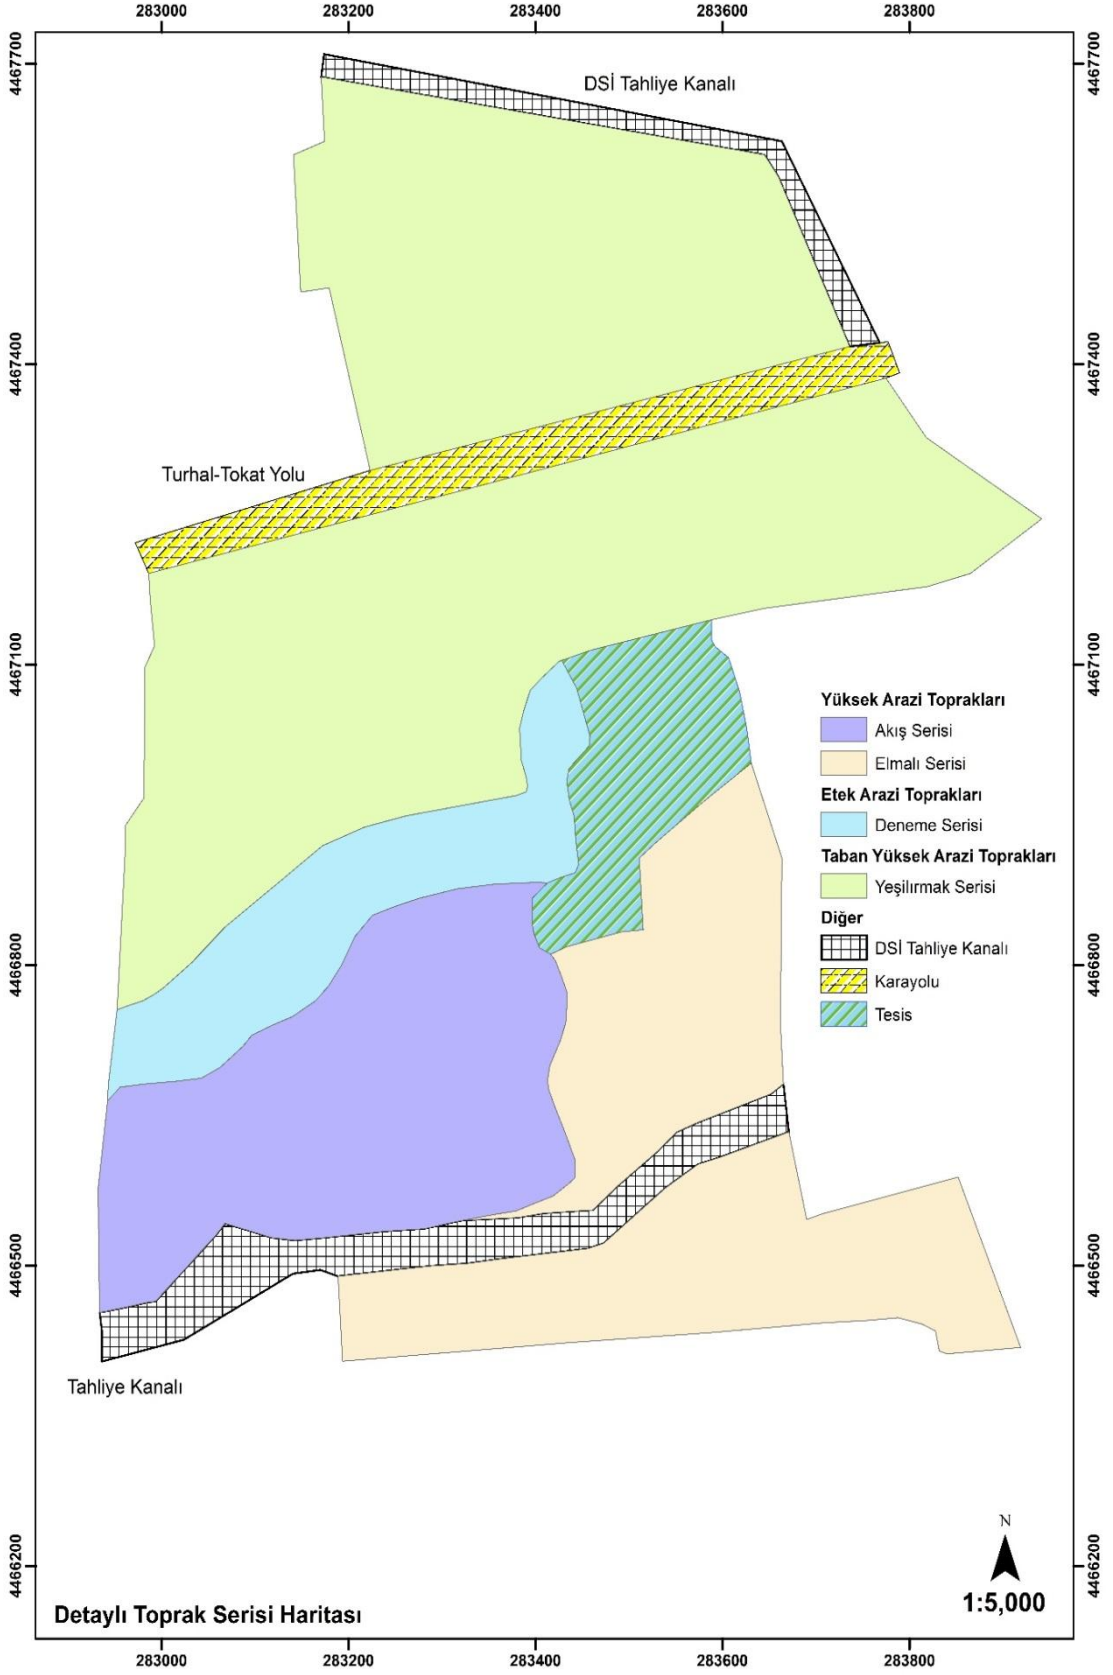 283000 283200 283400 283600 283800
4467700 4467700
DSİ Tahliye Kanalı
4467400 4467400
Turhal-Tokat Yolu
4467100 4467100
Yüksek Arazi Toprakları
Akış Serisi
Elmalı Serisi
Etek Arazi Toprakları
Deneme Serisi
Taban Yüksek Arazi Toprakları
Yeşilırmak Serisi
Diğer
DSİ Tahliye Kanalı
Karayolu
Tesis
4466800 4466800
4466500 4466500
Tahliye Kanalı
4466200 4466200
N
1:5,000
Detaylı Toprak Serisi Haritası
283000 283200 283400 283600 283800